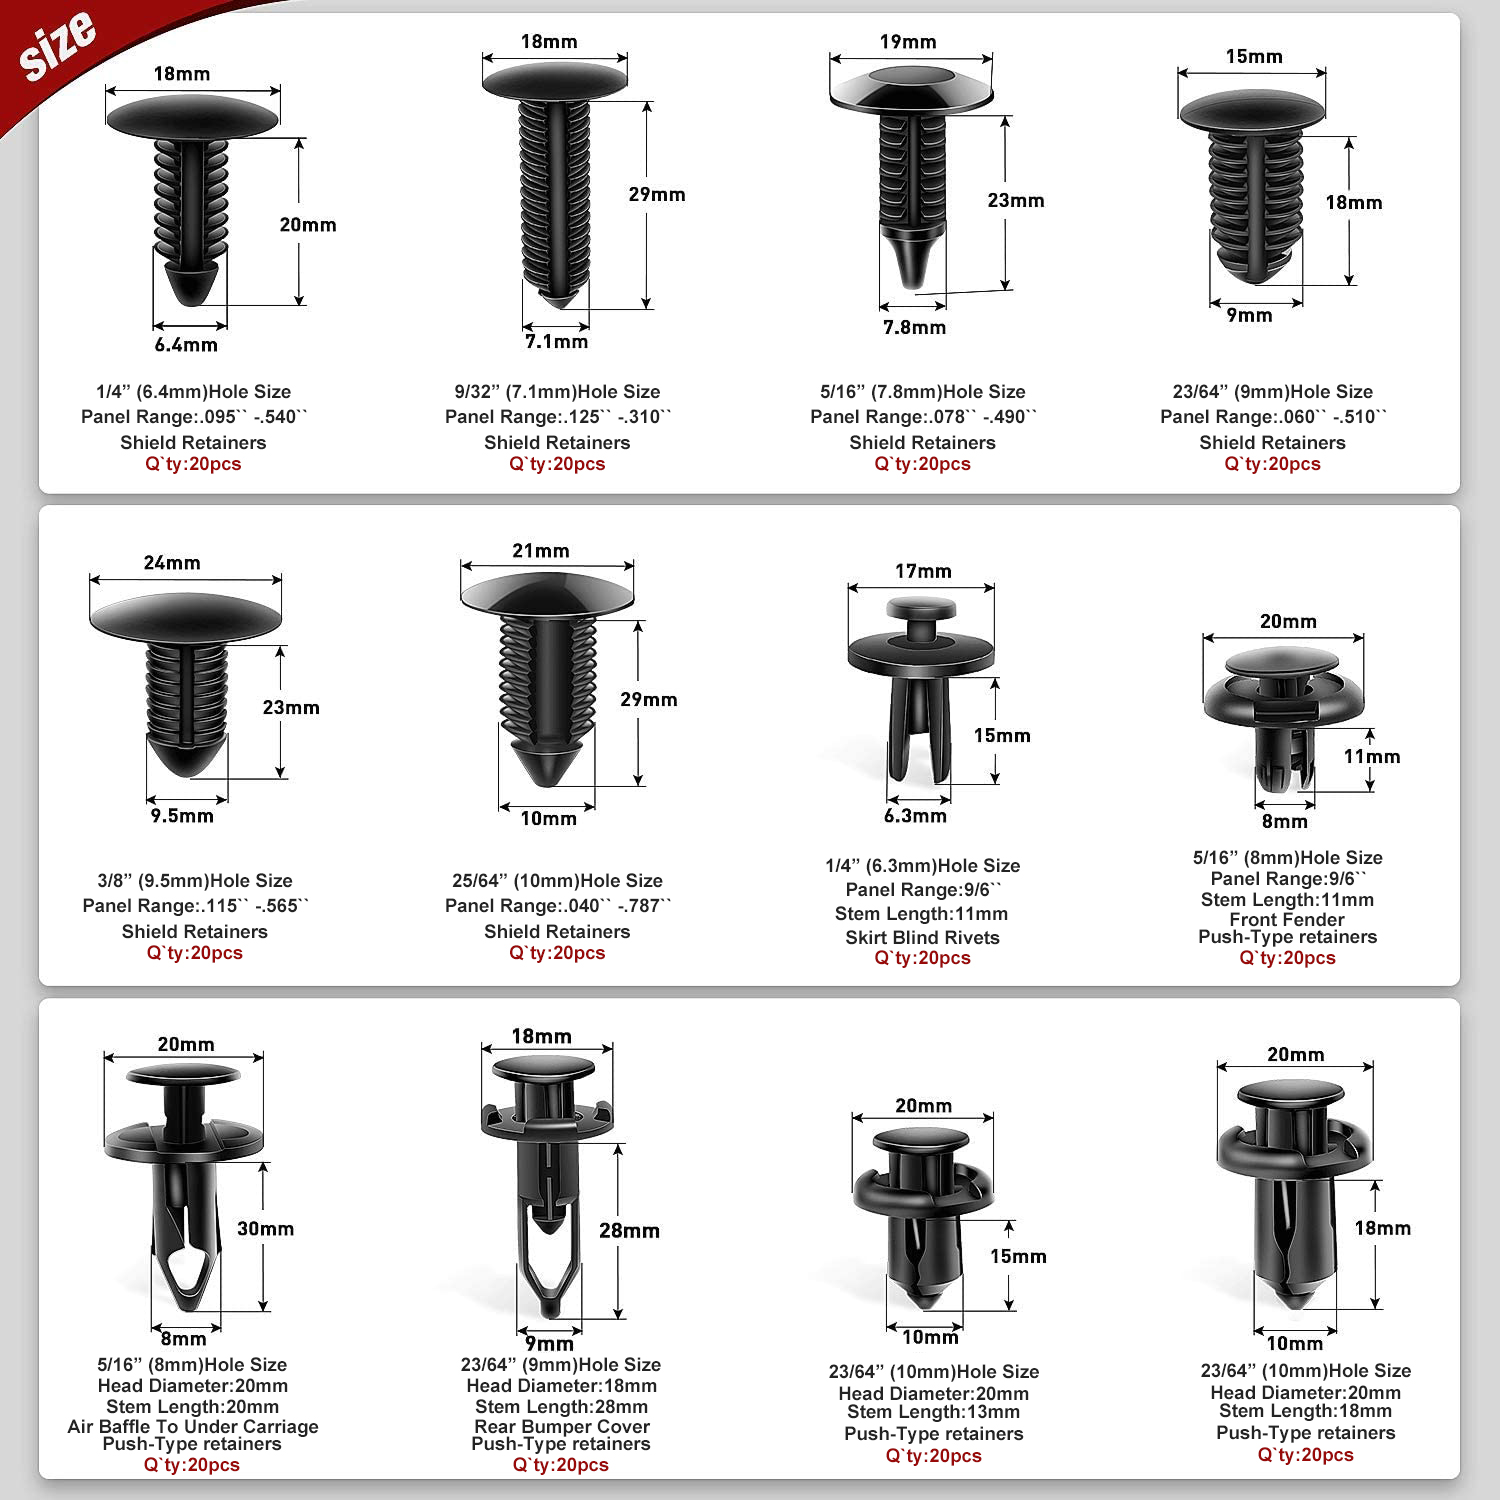 size
18mm
20mm
6.4mm
1/4” (6.4mm)Hole Size
Panel Range:.095`` -.540``
Shield Retainers
Q`ty:20pcs
18mm
29mm
7.1mm
9/32” (7.1mm)Hole Size
Panel Range:.125`` -.310``
Shield Retainers
Q`ty:20pcs
19mm
23mm
7.8mm
5/16” (7.8mm)Hole Size
Panel Range:.078`` -.490``
Shield Retainers
Q`ty:20pcs
15mm
18mm
9mm
23/64” (9mm)Hole Size
Panel Range:.060`` -.510``
Shield Retainers
Q`ty:20pcs
24mm
23mm
9.5mm
3/8” (9.5mm)Hole Size
Panel Range:.115`` -.565``
Shield Retainers
Q`ty:20pcs
21mm
29mm
10mm
25/64” (10mm)Hole Size
Panel Range:.040`` -.787``
Shield Retainers
Q`ty:20pcs
17mm
15mm
6.3mm
1/4” (6.3mm)Hole Size
Panel Range:9/6``
Stem Length:11mm
Skirt Blind Rivets
Q`ty:20pcs
20mm
11mm
8mm
5/16” (8mm)Hole Size
Panel Range:9/6``
Stem Length:11mm
Front Fender
Push-Type retainers
Q`ty:20pcs
20mm
30mm
8mm
5/16” (8mm)Hole Size
Head Diameter:20mm
Stem Length:20mm
Air Baffle To Under Carriage
Push-Type retainers
Q`ty:20pcs
18mm
28mm
9mm
23/64” (9mm)Hole Size
Head Diameter:18mm
Stem Length:28mm
Rear Bumper Cover
Push-Type retainers
Q`ty:20pcs
20mm
15mm
10mm
23/64” (10mm)Hole Size
Head Diameter:20mm
Stem Length:13mm
Push-Type retainers
Q`ty:20pcs
20mm
18mm
10mm
23/64” (10mm)Hole Size
Head Diameter:20mm
Stem Length:18mm
Push-Type retainers
Q`ty:20pcs